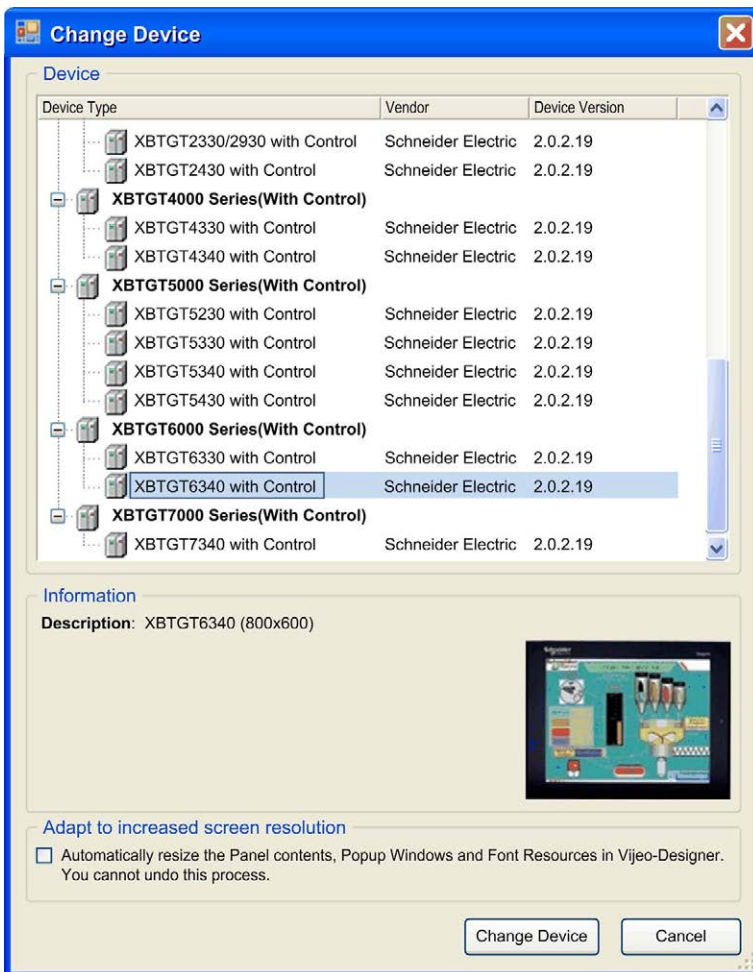 Change Device
Device
Device Type Vendor Device Version
XBTGT2330/2930 with Control Schneider Electric 2.0.2.19
XBTGT2430 with Control Schneider Electric 2.0.2.19
XBTGT4000 Series(With Control)
XBTGT4330 with Control Schneider Electric 2.0.2.19
XBTGT4340 with Control Schneider Electric 2.0.2.19
XBTGT5000 Series(With Control)
XBTGT5230 with Control Schneider Electric 2.0.2.19
XBTGT5330 with Control Schneider Electric 2.0.2.19
XBTGT5340 with Control Schneider Electric 2.0.2.19
XBTGT5430 with Control Schneider Electric 2.0.2.19
XBTGT6000 Series(With Control)
XBTGT6330 with Control Schneider Electric 2.0.2.19
XBTGT6340 with Control Schneider Electric 2.0.2.19
XBTGT7000 Series(With Control)
XBTGT7340 with Control Schneider Electric 2.0.2.19
Information
Description: XBTGT6340 (800x600)
Schneider
Adapt to increased screen resolution
Automatically resize the Panel contents, Popup Windows and Font Resources in Vijeo-Designer.
You cannot undo this process.
Change Device Cancel